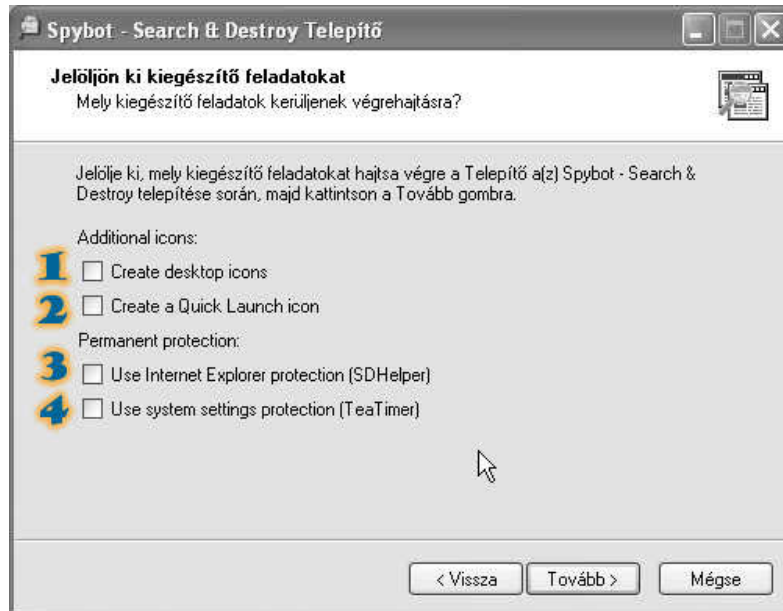 Spybot - Search & Destroy Telepítő
Jelöljön ki kiegészítő feladatokat
Mely kiegészítő feladatok kerüljenek végrehajtásra?
Jelölje ki, mely kiegészítő feladatokat hajtsa végre a Telepítő a(z) Spybot - Search &
Destroy telepítése során, majd kattintson a Tovább gombra.
Additional icons:
1 Create desktop icons
2 Create a Quick Launch icon
Permanent protection:
3 Use Internet Explorer protection (SDHelper)
4 Use system settings protection (TeaTimer)
< Vissza Tovább > Mégse